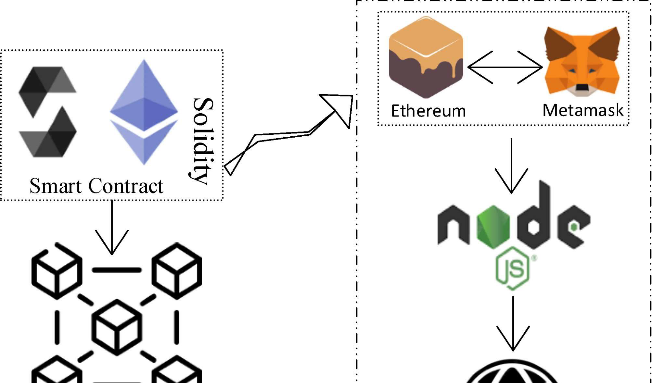 Smart Contract
Solidity
Ethereum
Metamask
node
JS®